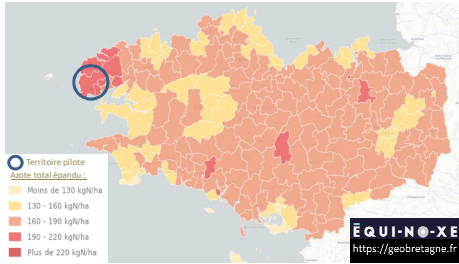 Territoire pilote
Azote total épandu :
Moins de 130 kgN/ha
130 - 160 kgN/ha
160 - 190 kgN/ha
190 - 220 kgN/ha
Plus de 220 kgN/ha
ÉQUI-NO-XE
https://geobretagne.fr